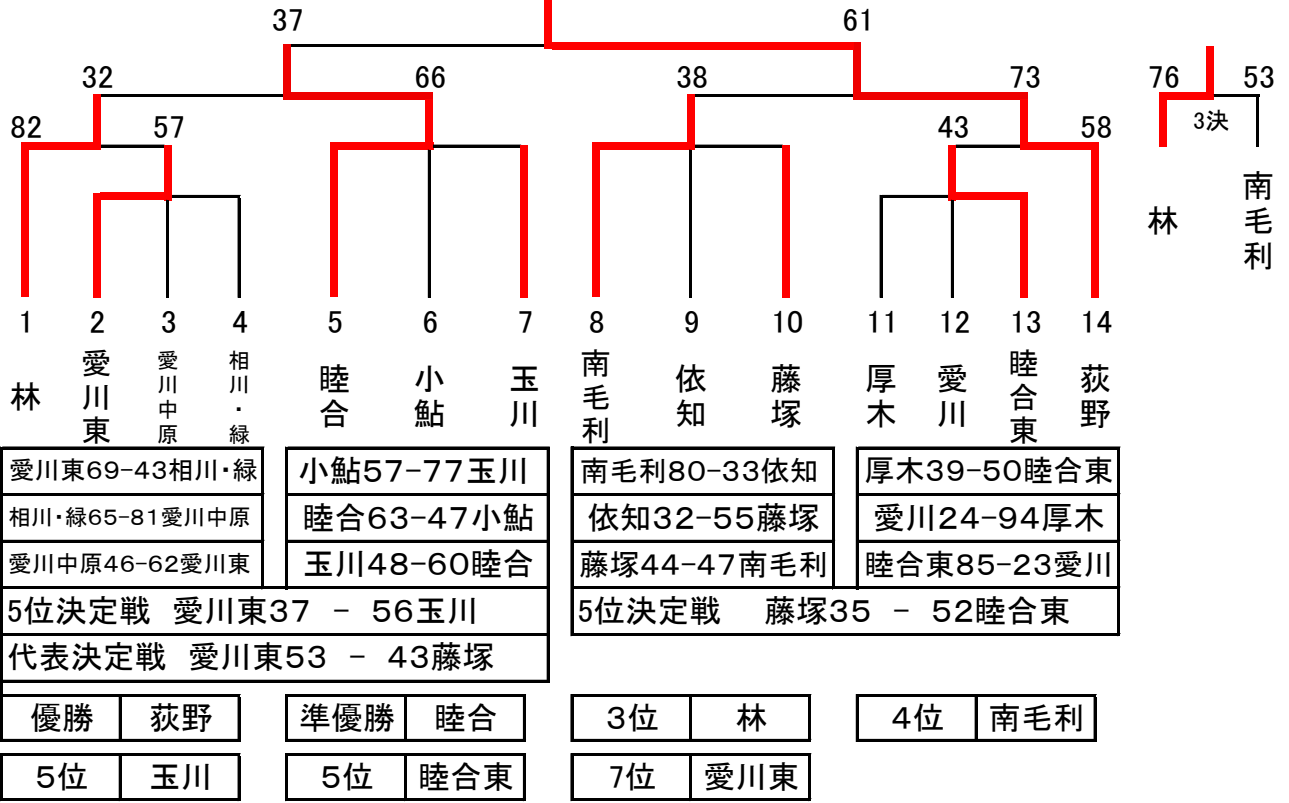 37 61
32 66 38 73 76 53
82 57 43 58 3決
林 南毛利
1 2 3 4 5 6 7 8 9 10 11 12 13 14
林 愛川東 愛川中原 相川・緑 睦合 小鮎 玉川 南毛利 依知 藤塚 厚木 愛川 睦合東 荻野
愛川東69-43相川・緑 小鮎57-77玉川 南毛利80-33依知 厚木39-50睦合東
相川・緑65-81愛川中原 睦合63-47小鮎 依知32-55藤塚 愛川24-94厚木
愛川中原46-62愛川東 玉川48-60睦合 藤塚44-47南毛利 睦合東85-23愛川
5位決定戦 愛川東37 - 56玉川 5位決定戦 藤塚35 - 52睦合東
代表決定戦 愛川東53 - 43藤塚
優勝 荻野 準優勝 睦合 3位 林 4位 南毛利
5位 玉川 5位 睦合東 7位 愛川東